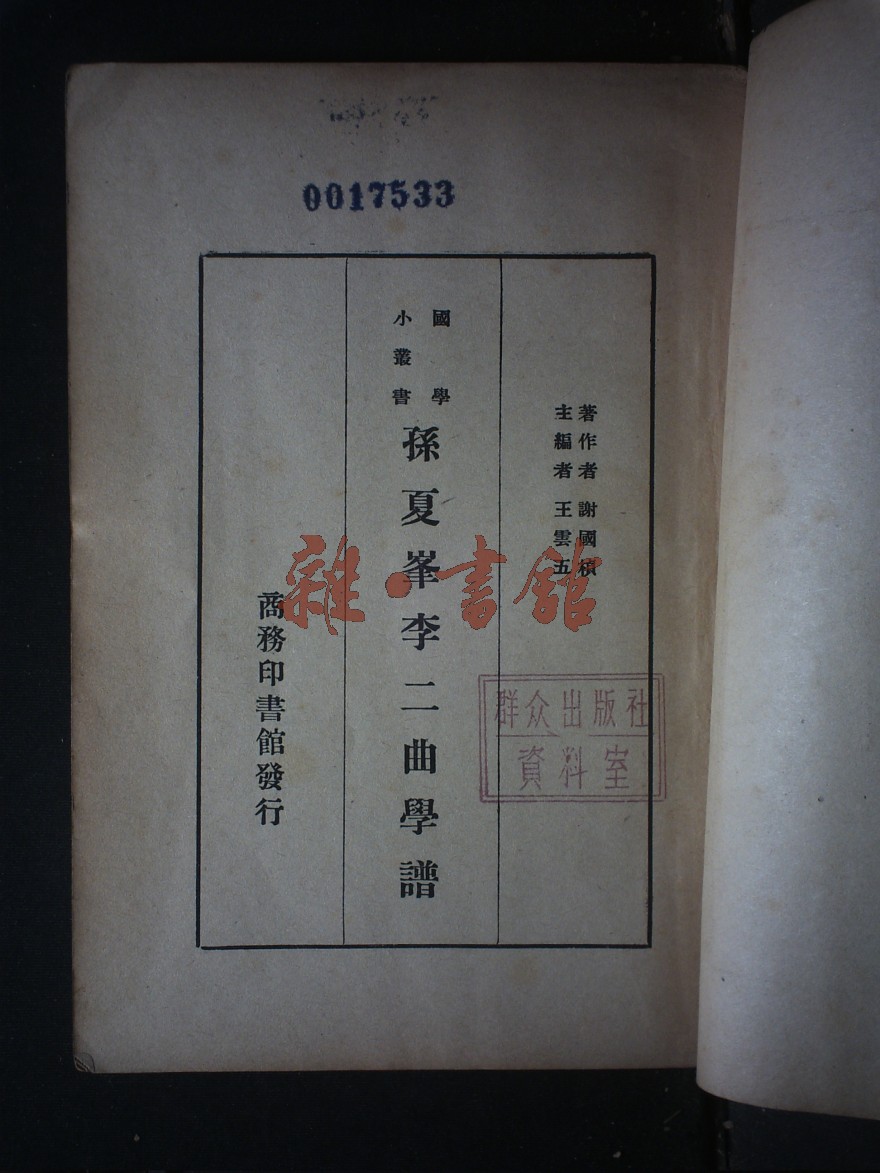 0017533
著作者 謝國楨
主編者 王雲五
國學
小叢書
孫夏峯李二曲學譜
商務印書館發行
雜·書館
群众出版社
資料室